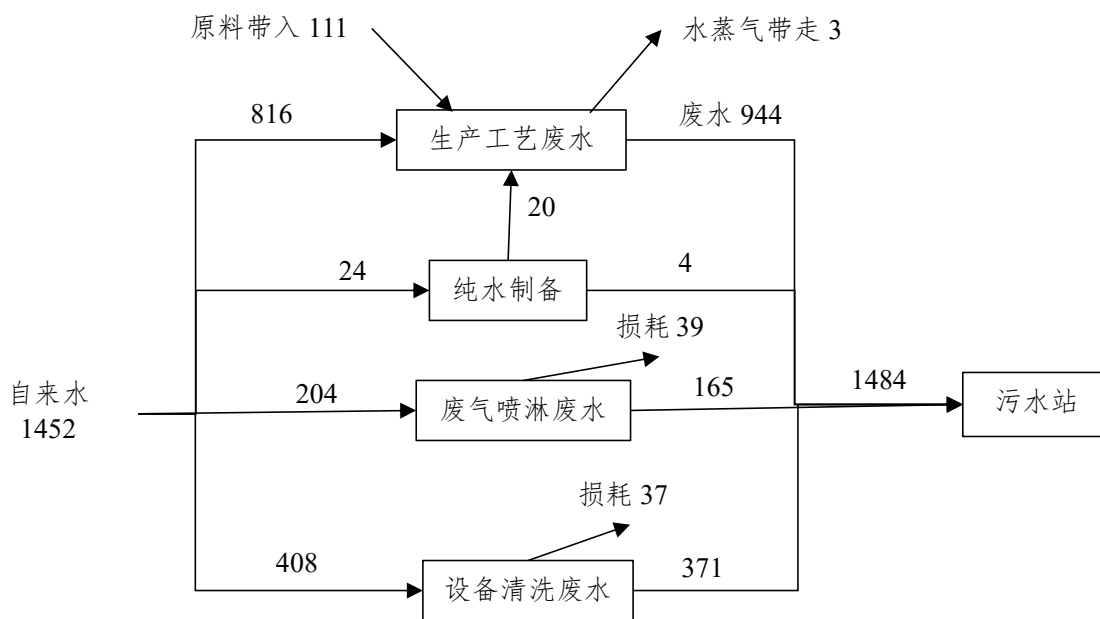 原料带入 111
水蒸气带走 3
816
生产工艺废水
废水 944
20
24
纯水制备
4
损耗 39
自来水
1452
204
废气喷淋废水
165
1484
污水站
损耗 37
408
设备清洗废水
371